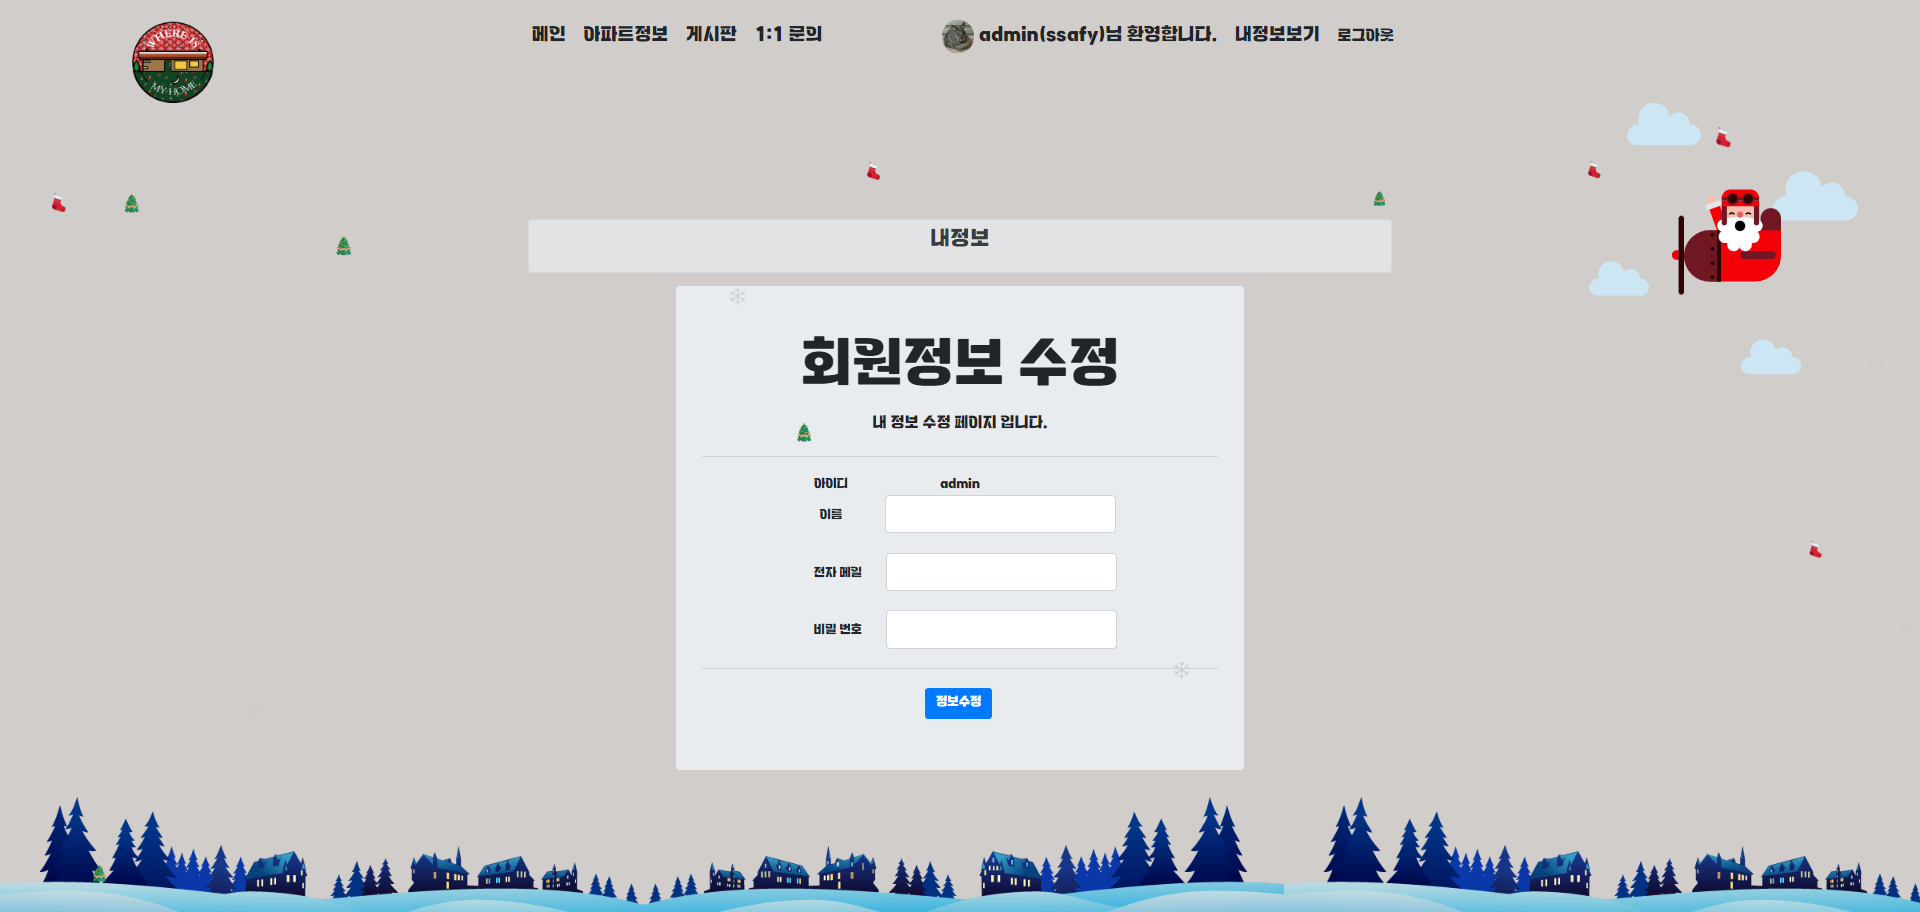 WHERE IS
MY HOME
메인 아파트정보 게시판 1:1 문의
admin(ssafy)님 환영합니다. 내정보보기 로그아웃
내정보
회원정보 수정
내 정보 수정 페이지 입니다.
아이디 admin
이름
전자 메일
비밀 번호
정보수정